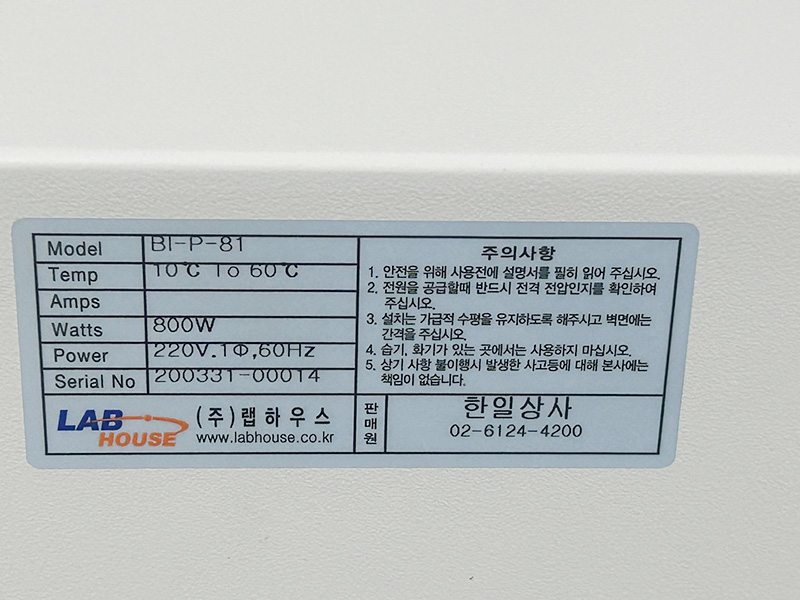 Model BI-P-81
Temp 10℃ To 60℃
Amps
Watts 800W
Power 220V.1Φ,60Hz
Serial No 200331-00014
주의사항
1. 안전을 위해 사용전에 설명서를 필히 읽어 주십시오.
2. 전원을 공급할때 반드시 전격 전압인지를 확인하여
주십시오.
3. 설치는 가급적 수평을 유지하도록 해주시고 벽면에는
간격을 주십시오.
4. 습기, 화기가 있는 곳에서는 사용하지 마십시오.
5. 상기 사항 불이행시 발생한 사고등에 대해 본사에는
책임이 없습니다.
LAB
HOUSE
(주)랩하우스
www.labhouse.co.kr
판매원
한일상사
02-6124-4200